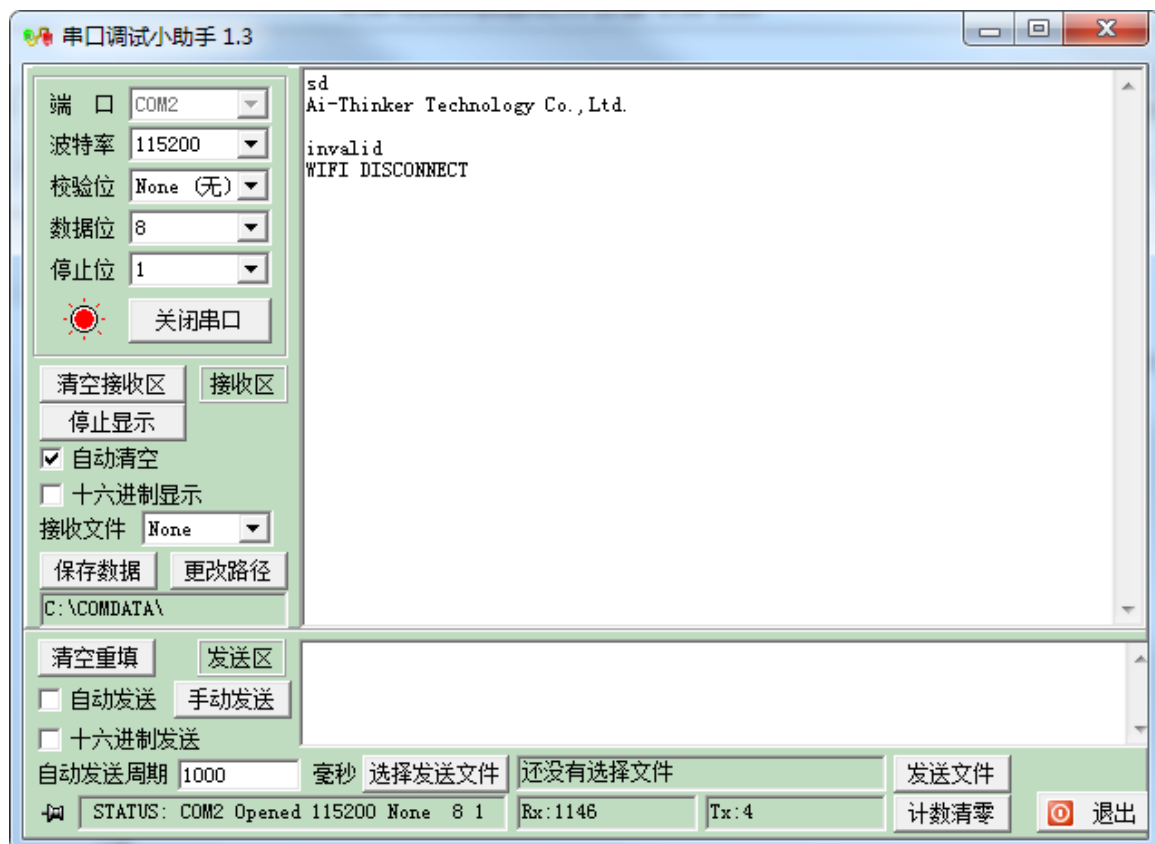 串口调试小助手 1.3
端 口 COM2
波特率 115200
校验位 None (无)
数据位 8
停止位 1
关闭串口
清空接收区 接收区
停止显示
自动清空
十六进制显示
接收文件 None
保存数据 更改路径
C:\COMDATA\
sd
Ai-Thinker Technology Co.,Ltd.
invalid
WIFI DISCONNECT
清空重填 发送区
自动发送 手动发送
十六进制发送
自动发送周期 1000 毫秒 选择发送文件 还没有选择文件 发送文件
STATUS: COM2 Opened 115200 None 8 1 Rx:1146 Tx:4 计数清零 退出